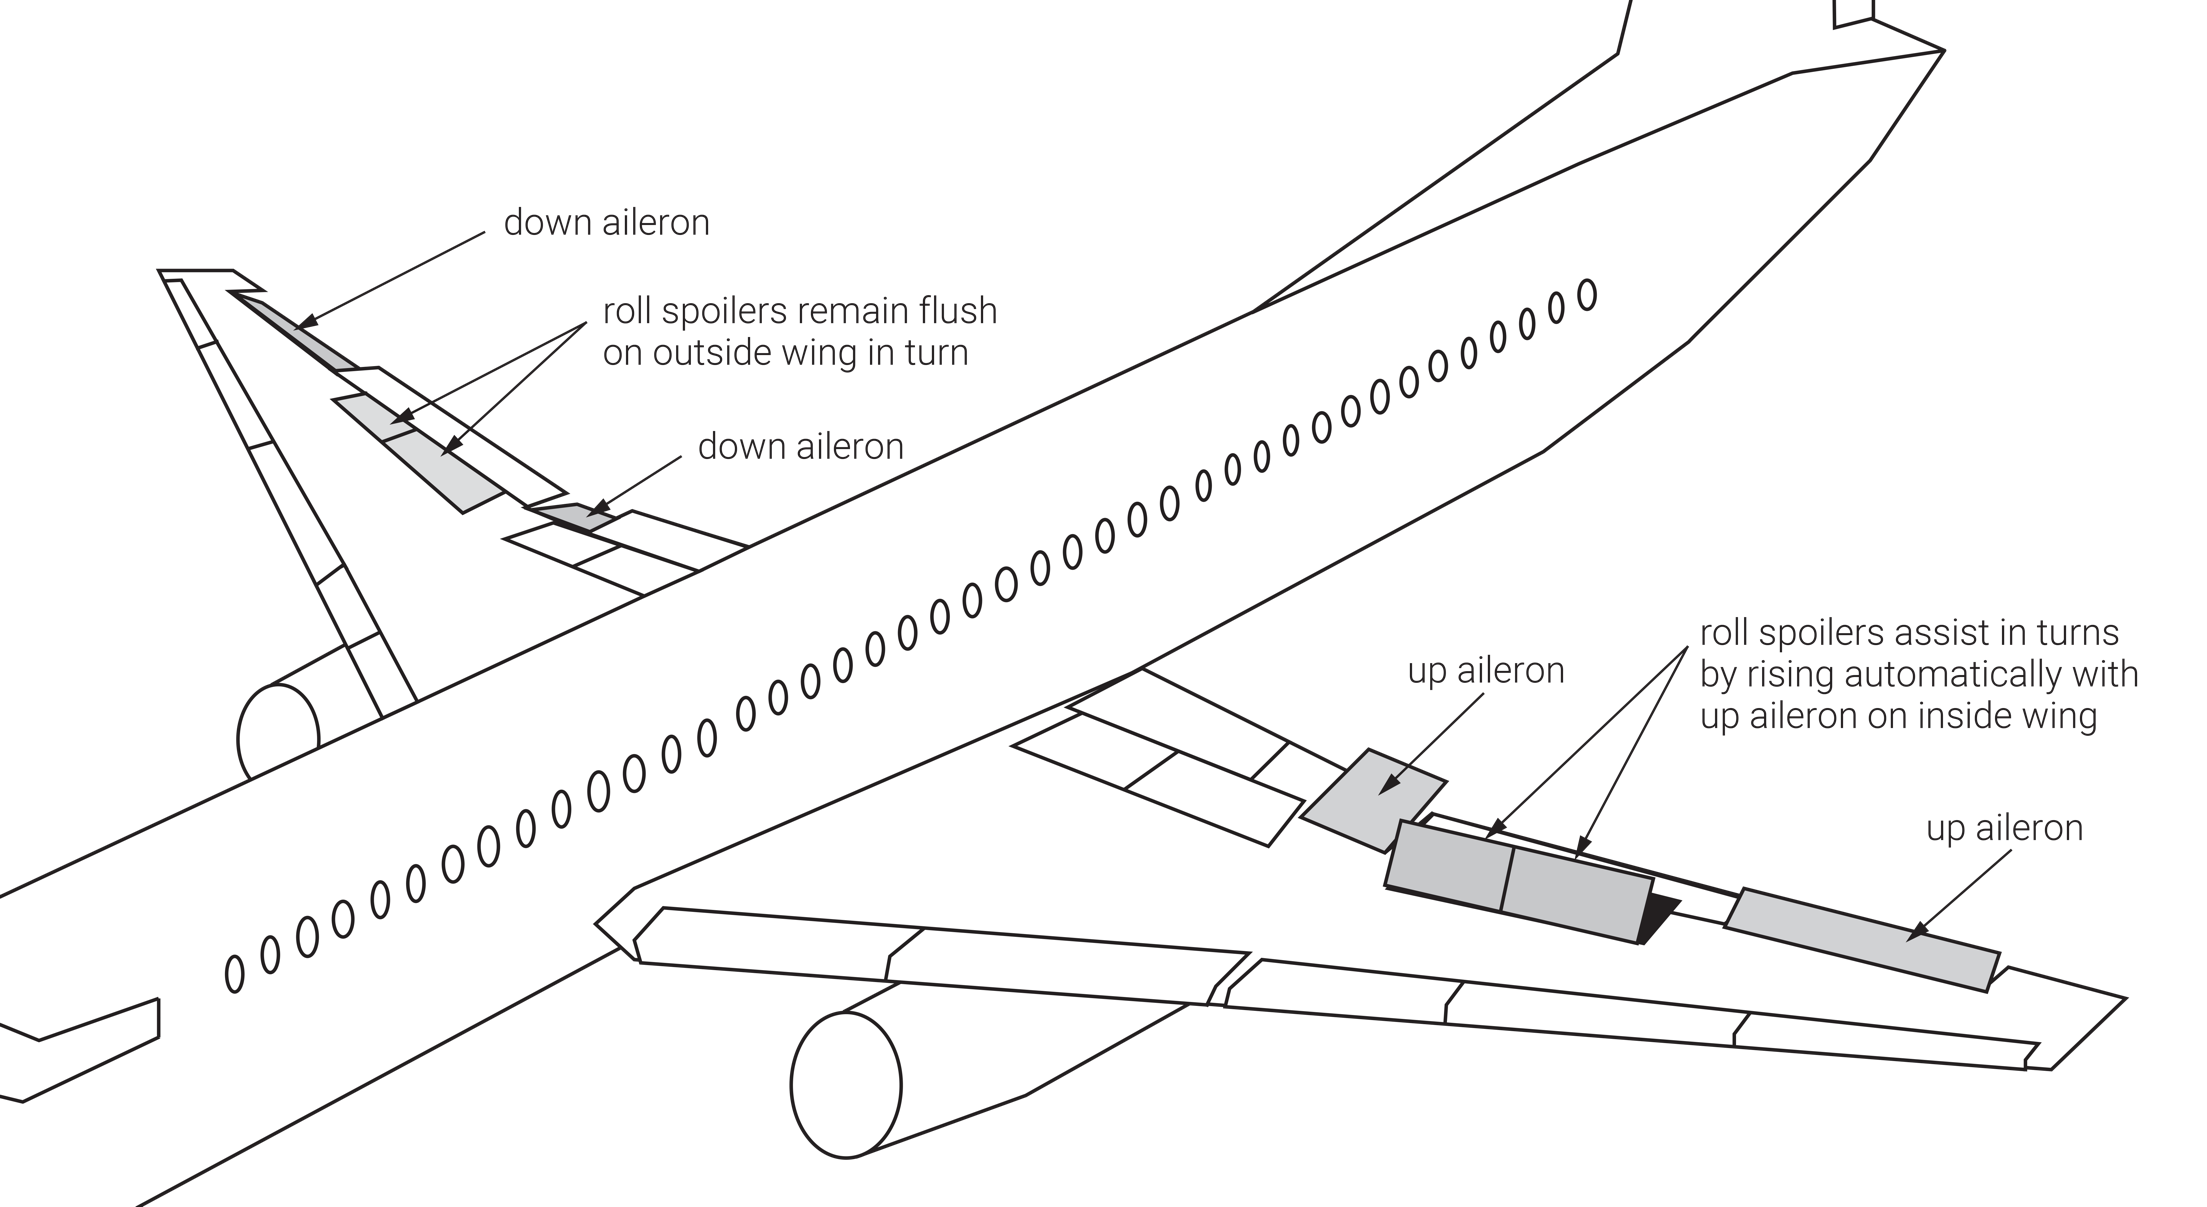 down aileron
roll spoilers remain flush
on outside wing in turn
down aileron
roll spoilers assist in turns
by rising automatically with
up aileron on inside wing
up aileron
up aileron